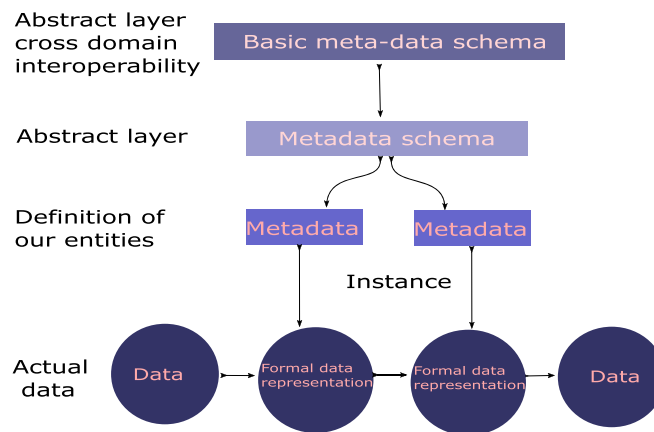 Abstract layer
cross domain
interoperability
Basic meta-data schema
Abstract layer
Metadata schema
Definition of
our entities
Metadata
Metadata
Instance
Actual
data
Data
Formal data
representation
Formal data
representation
Data